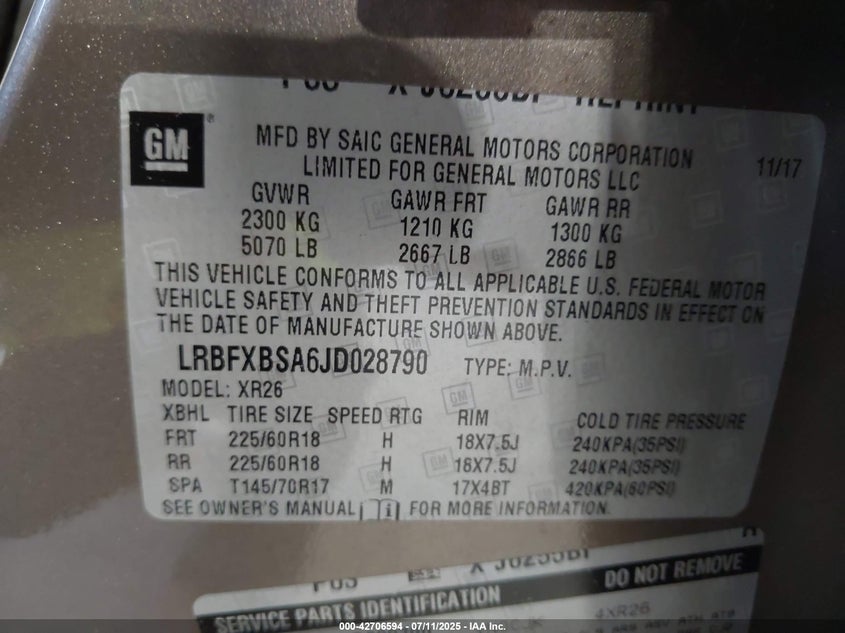 GM ®
MFD BY SAIC GENERAL MOTORS CORPORATION
LIMITED FOR GENERAL MOTORS LLC
11/17
GVWR GAWR FRT GAWR RR
2300 KG 1210 KG 1300 KG
5070 LB 2667 LB 2866 LB
THIS VEHICLE CONFORMS TO ALL APPLICABLE U.S. FEDERAL MOTOR
VEHICLE SAFETY AND THEFT PREVENTION STANDARDS IN EFFECT ON
THE DATE OF MANUFACTURE SHOWN ABOVE.
LRBFXBSA6JD028790 TYPE: M.P.V.
MODEL: XR26
XBHL TIRE SIZE SPEED RTG RIM COLD TIRE PRESSURE
FRT 225/60R18 H 18X7.5J 240KPA(35PSI)
RR 225/60R18 H 18X7.5J 240KPA(35PSI)
SPA T145/70R17 M 17X4BT 420KPA(60PSI)
SEE OWNER'S MANUAL FOR MORE INFORMATION.
DO NOT REMOVE
SERVICE PARTS IDENTIFICATION
4XR26
000-42706594 - 07/11/2025 - IAA Inc.